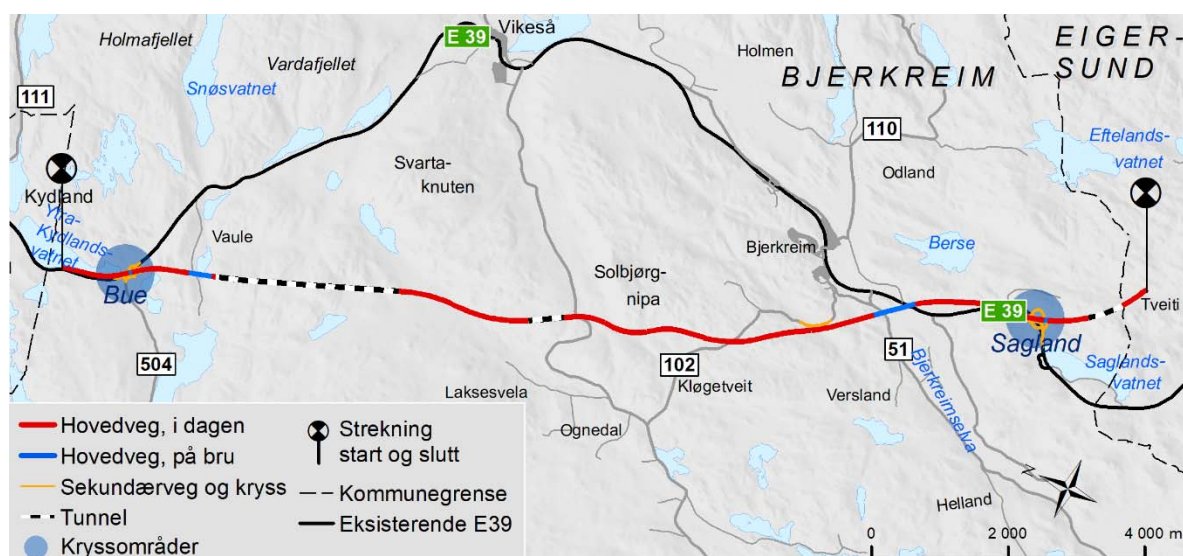 EIGER-
SUND
BJERKREIM
Holmafjellet
Vikeså
E 39
Holmen
Vardafjellet
Snøsvatnet
111
110
Eftelands-
vatnet
Svarta-
knuten
Odland
Kydland
Ytra-
Kydlands-
vatnet
Vaule
Bjerkreim
Berse
Solbjørg-
nipa
Bue
Tveiti
E 39
Sagland
504
102
51
Saglands-
vatnet
Laksesvela
Kløgetveit
Versland
Bjerkreimselva
Ognedal
Helland
N
Hovedveg, i dagen
Hovedveg, på bru
Sekundærveg og kryss
Tunnel
Kryssområder
Strekning
start og slutt
Kommunegrense
Eksisterende E39
0 2 000 4 000 m